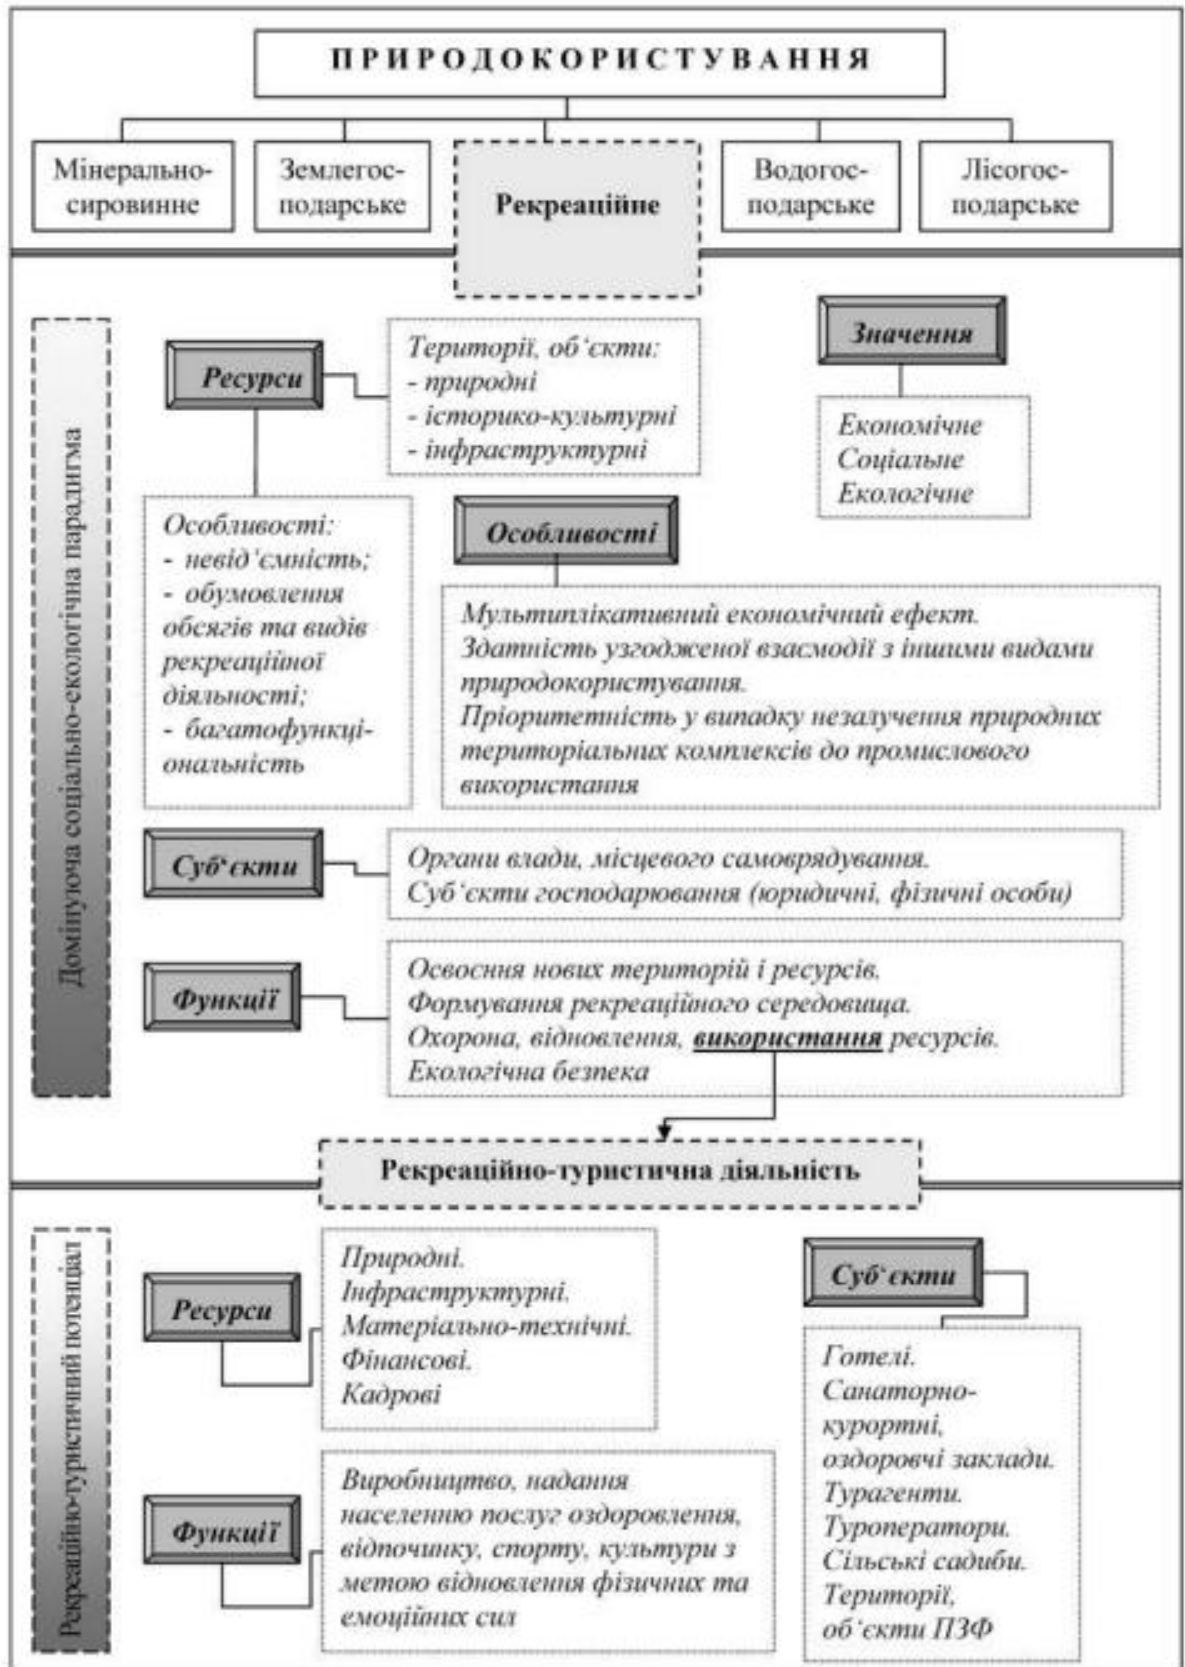 ПРИРОДОКОРИСТУВАННЯ
Мінерально-
сировинне
Землегос-
подарське
Рекреаційне
Водогос-
подарське
Лісогос-
подарське
Домінуюча соціально-екологічна парадигма
Ресурси
Території, об‘єкти:
- природні
- історико-культурні
- інфраструктурні
Значення
Економічне
Соціальне
Екологічне
Особливості:
- невід‘ємність;
- обумовлення
обсягів та видів
рекреаційної
діяльності;
- багатофункці-
ональність
Особливості
Мультиплікативний економічний ефект.
Здатність узгодженої взаємодії з іншими видами
природокористування.
Пріоритетність у випадку незалучення природних
територіальних комплексів до промислового
використання
Суб‘єкти
Органи влади, місцевого самоврядування.
Суб‘єкти господарювання (юридичні, фізичні особи)
Функції
Освоєння нових територій і ресурсів.
Формування рекреаційного середовища.
Охорона, відновлення, використання ресурсів.
Екологічна безпека
Рекреаційно-туристична діяльність
Рекреаційно-туристичний потенціал
Ресурси
Природні.
Інфраструктурні.
Матеріально-технічні.
Фінансові.
Кадрові
Суб‘єкти
Готелі.
Санаторно-
курортні,
оздоровчі заклади.
Турагенти.
Туроператори.
Сільські садиби.
Території,
об‘єкти ПЗФ
Функції
Виробництво, надання
населенню послуг оздоровлення,
відпочинку, спорту, культури з
метою відновлення фізичних та
емоційних сил